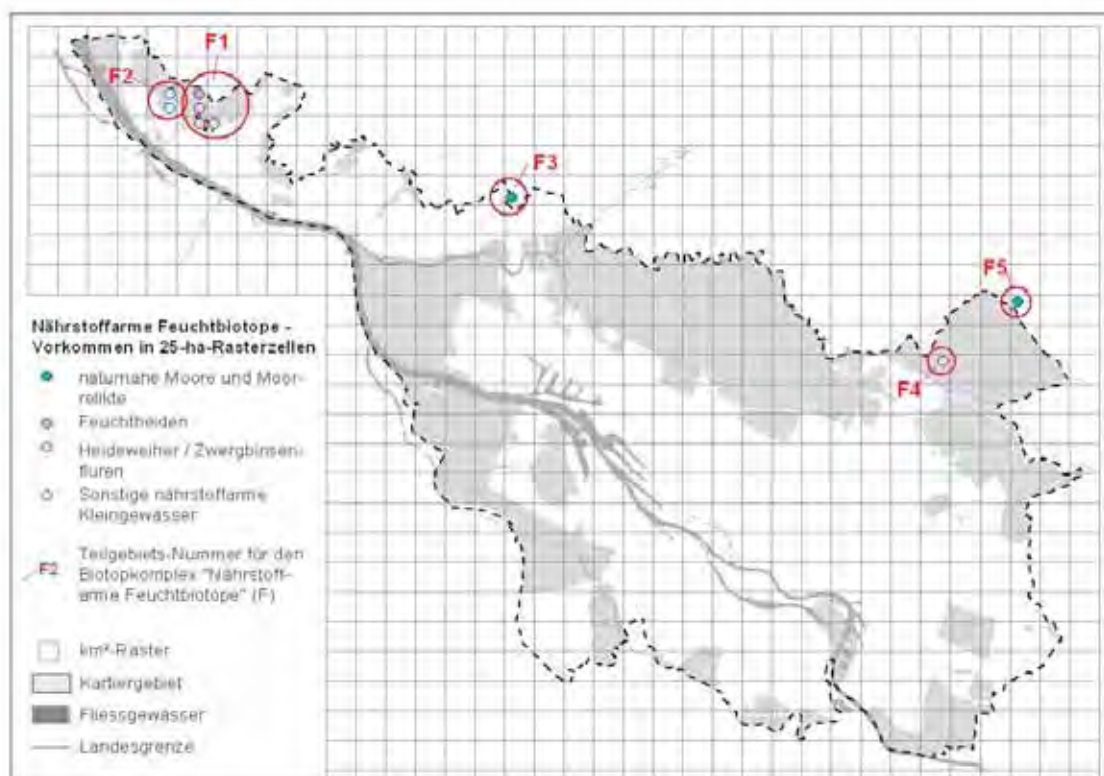 F1
F2
F3
F5
F4
Nährstoffarme Feuchtbiotope -
Vorkommen in 25-ha-Rasterzellen
naturnahe Moore und Moor-
relikte
Feuchtheiden
Heideweiher / Zwergbinsen-
fluren
Sonstige nährstoffarme
Kleingewässer
F2
Teilgebiets-Nummer für den
Biotopkomplex "Nährstoff-
arme Feuchtbiotope" (F)
km²-Raster
Kartiergebiet
Fliessgewässer
Landesgrenze